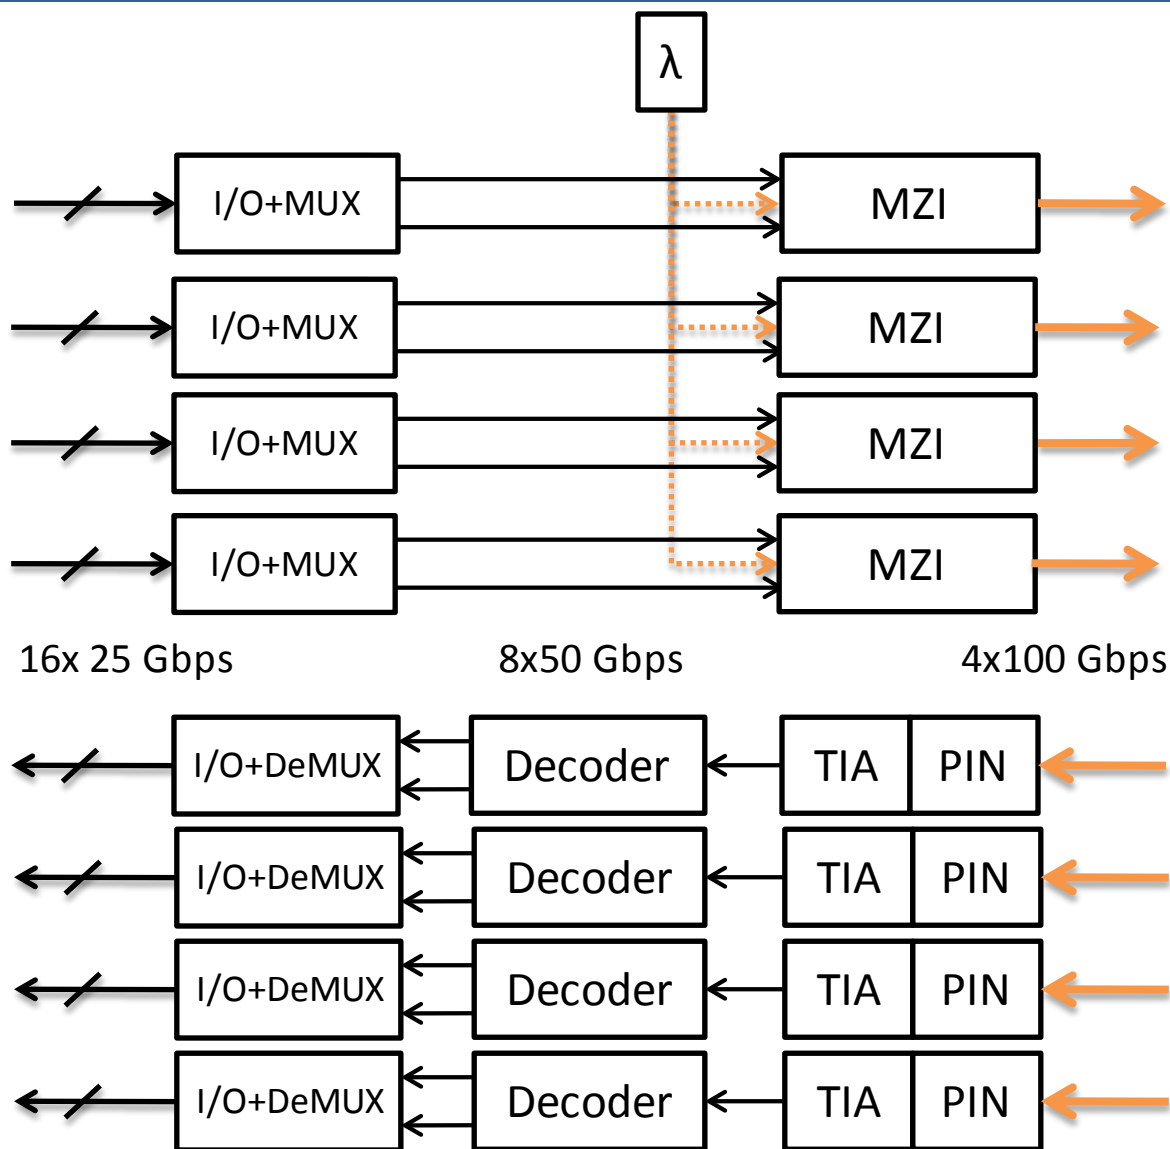 λ
I/O+MUX MZI
I/O+MUX MZI
I/O+MUX MZI
I/O+MUX MZI
16x 25 Gbps 8x50 Gbps 4x100 Gbps
I/O+DeMUX Decoder TIA PIN
I/O+DeMUX Decoder TIA PIN
I/O+DeMUX Decoder TIA PIN
I/O+DeMUX Decoder TIA PIN